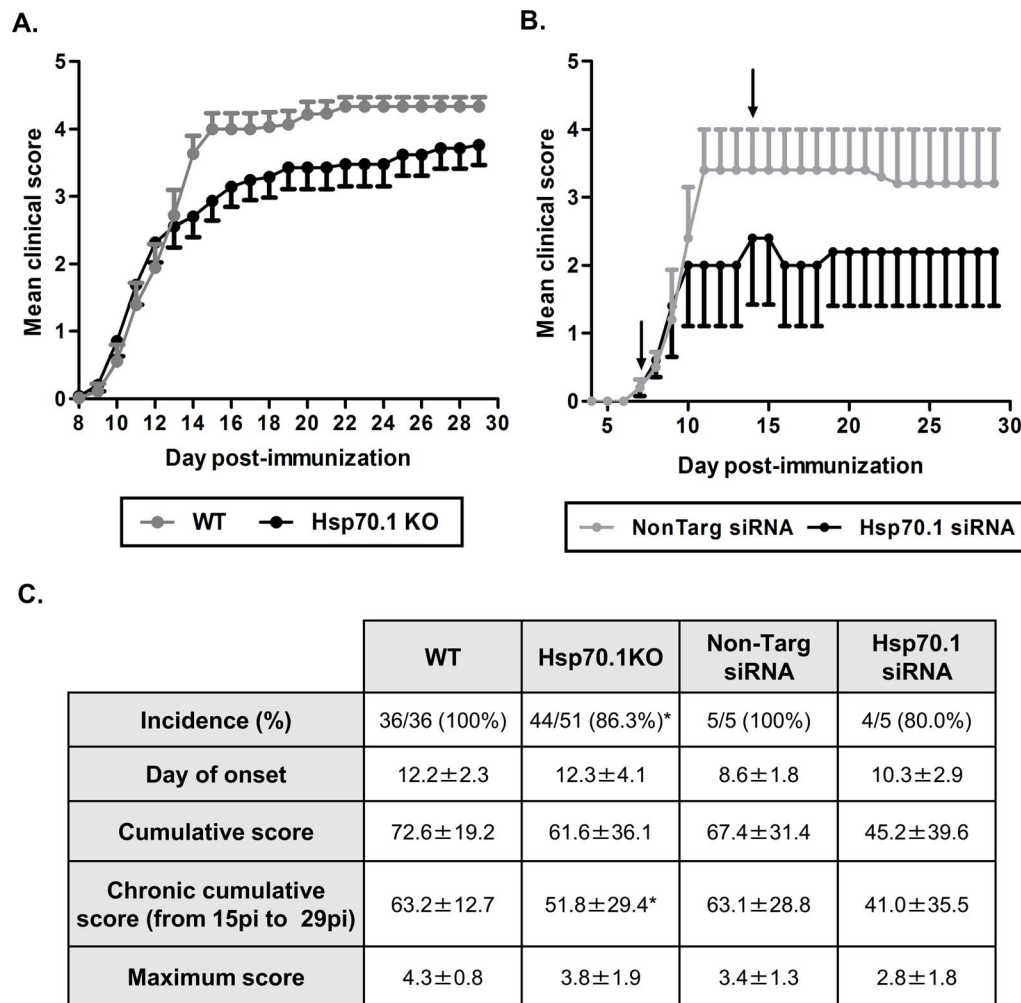 A.
B.
5
4
3
2
1
0
Mean clinical score
8 10 12 14 16 18 20 22 24 26 28 30
Day post-immunization
WT Hsp70.1 KO
5
4
3
2
1
0
Mean clinical score
5 10 15 20 25 30
Day post-immunization
NonTarg siRNA Hsp70.1 siRNA
C.
WT Hsp70.1KO Non-Targ siRNA Hsp70.1 siRNA
Incidence (%) 36/36 (100%) 44/51 (86.3%)* 5/5 (100%) 4/5 (80.0%)
Day of onset 12.2±2.3 12.3±4.1 8.6±1.8 10.3±2.9
Cumulative score 72.6±19.2 61.6±36.1 67.4±31.4 45.2±39.6
Chronic cumulative
score (from 15pi to 29pi) 63.2±12.7 51.8±29.4* 63.1±28.8 41.0±35.5
Maximum score 4.3±0.8 3.8±1.9 3.4±1.3 2.8±1.8